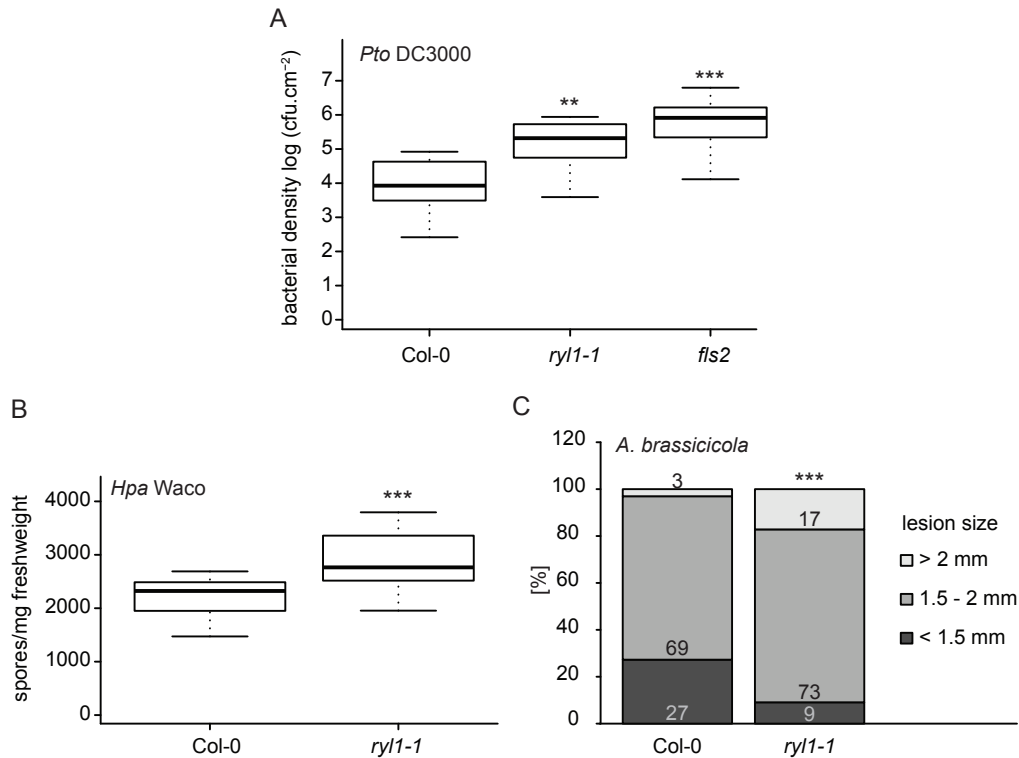 A
Pto DC3000
bacterial density log (cfu.cm⁻²)
7
6
5
4
3
2
1
0
**
***
Col-0
ryl1-1
fls2
B
Hpa Waco
spores/mg freshweight
4000
3000
2000
1000
0
***
Col-0
ryl1-1
C
A. brassicicola
[%]
120
100
80
60
40
20
0
3
69
27
***
17
73
9
Col-0
ryl1-1
lesion size
> 2 mm
1.5 - 2 mm
< 1.5 mm